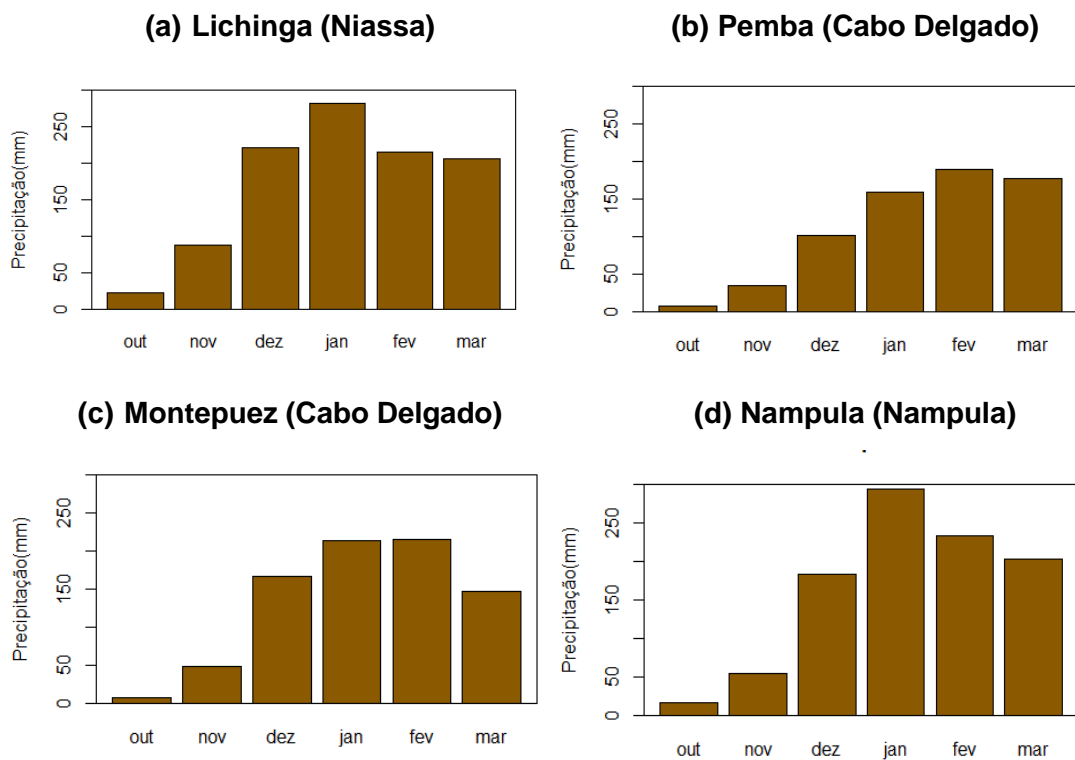 (a) Lichinga (Niassa)
Precipitação(mm)
250
150
50
0
out nov dez jan fev mar
(b) Pemba (Cabo Delgado)
Precipitação(mm)
250
150
50
0
out nov dez jan fev mar
(c) Montepuez (Cabo Delgado)
Precipitação(mm)
250
150
50
0
out nov dez jan fev mar
(d) Nampula (Nampula)
Precipitação(mm)
250
150
50
0
out nov dez jan fev mar